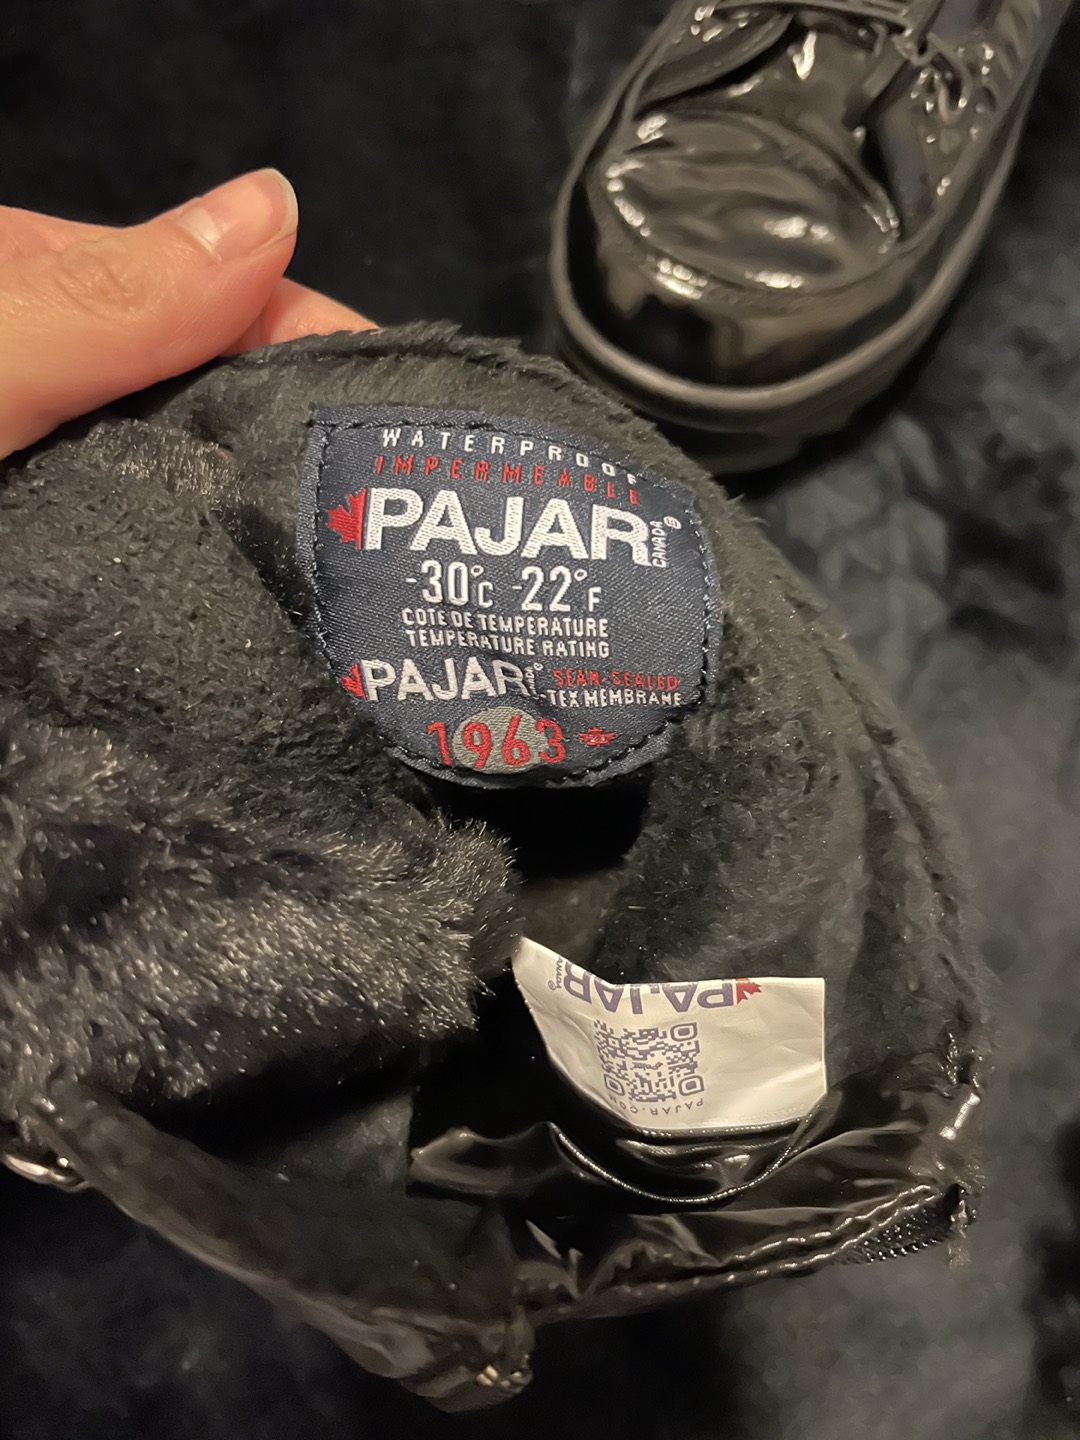 WATERPROOF
IMPERMEABLE
PAJAR CANADA ®
-30°C -22°F
COTE DE TEMPERATURE
TEMPERATURE RATING
PAJAR SEAM-SEALED
-TEX MEMBRANE
1963
PAJAR CANADA ®
PAJAR.COM